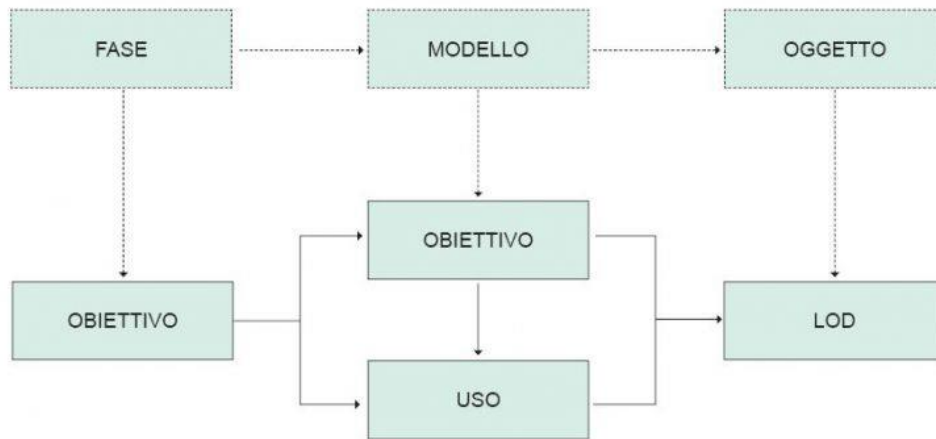 FASE
MODELLO
OGGETTO
OBIETTIVO
OBIETTIVO
LOD
USO